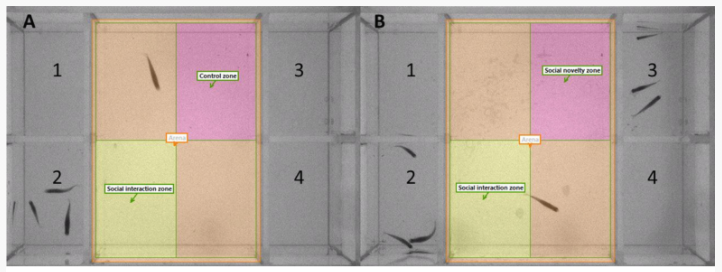 A
1
Control zone
3
Arena
2
Social interaction zone
4
B
1
Social novelty zone
3
Arena
2
Social interaction zone
4